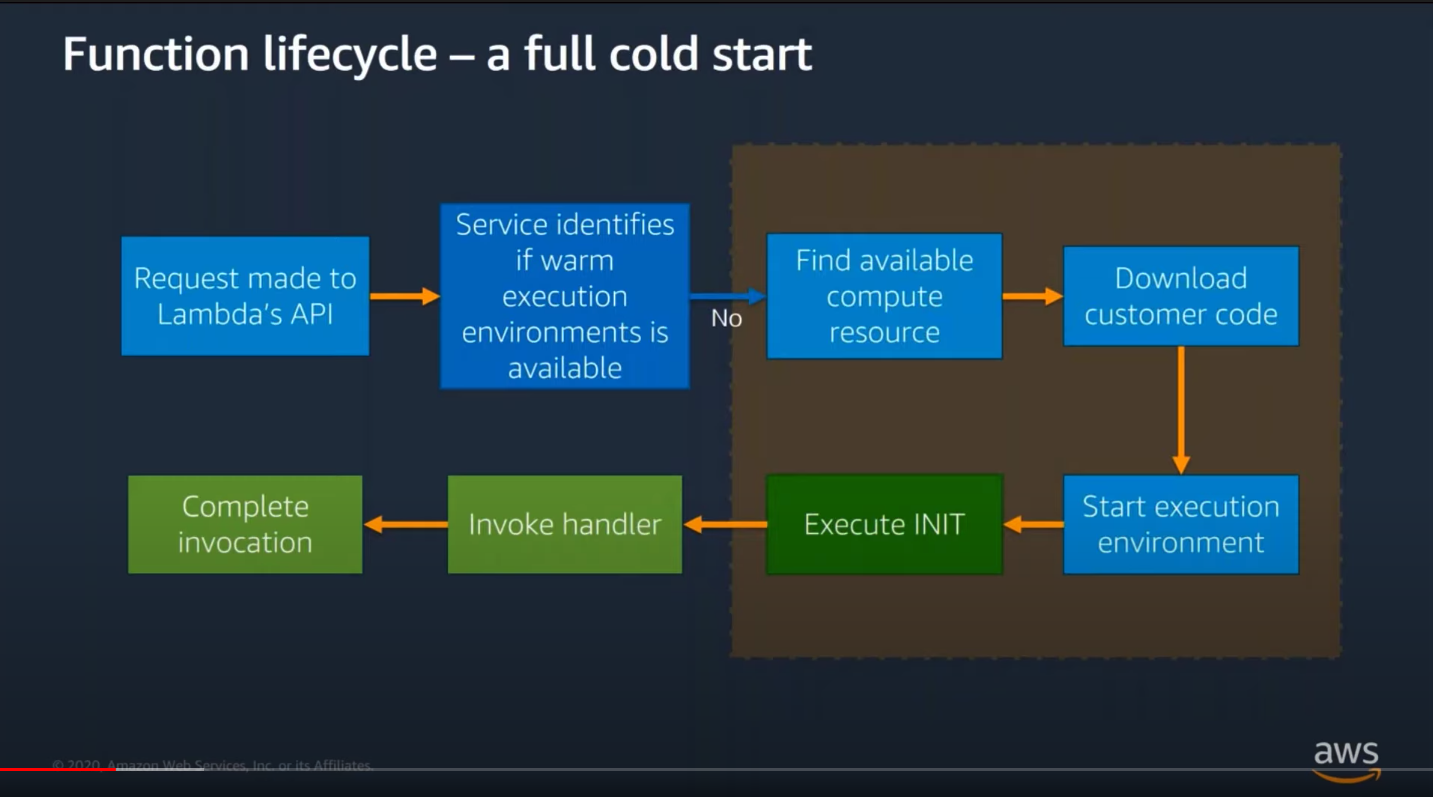 Function lifecycle – a full cold start
Request made to
Lambda's API
Service identifies
if warm
execution
environments is
available
No
Find available
compute
resource
Download
customer code
Complete
invocation
Invoke handler
Execute INIT
Start execution
environment
© 2020, Amazon Web Services, Inc. or its Affiliates.
aws